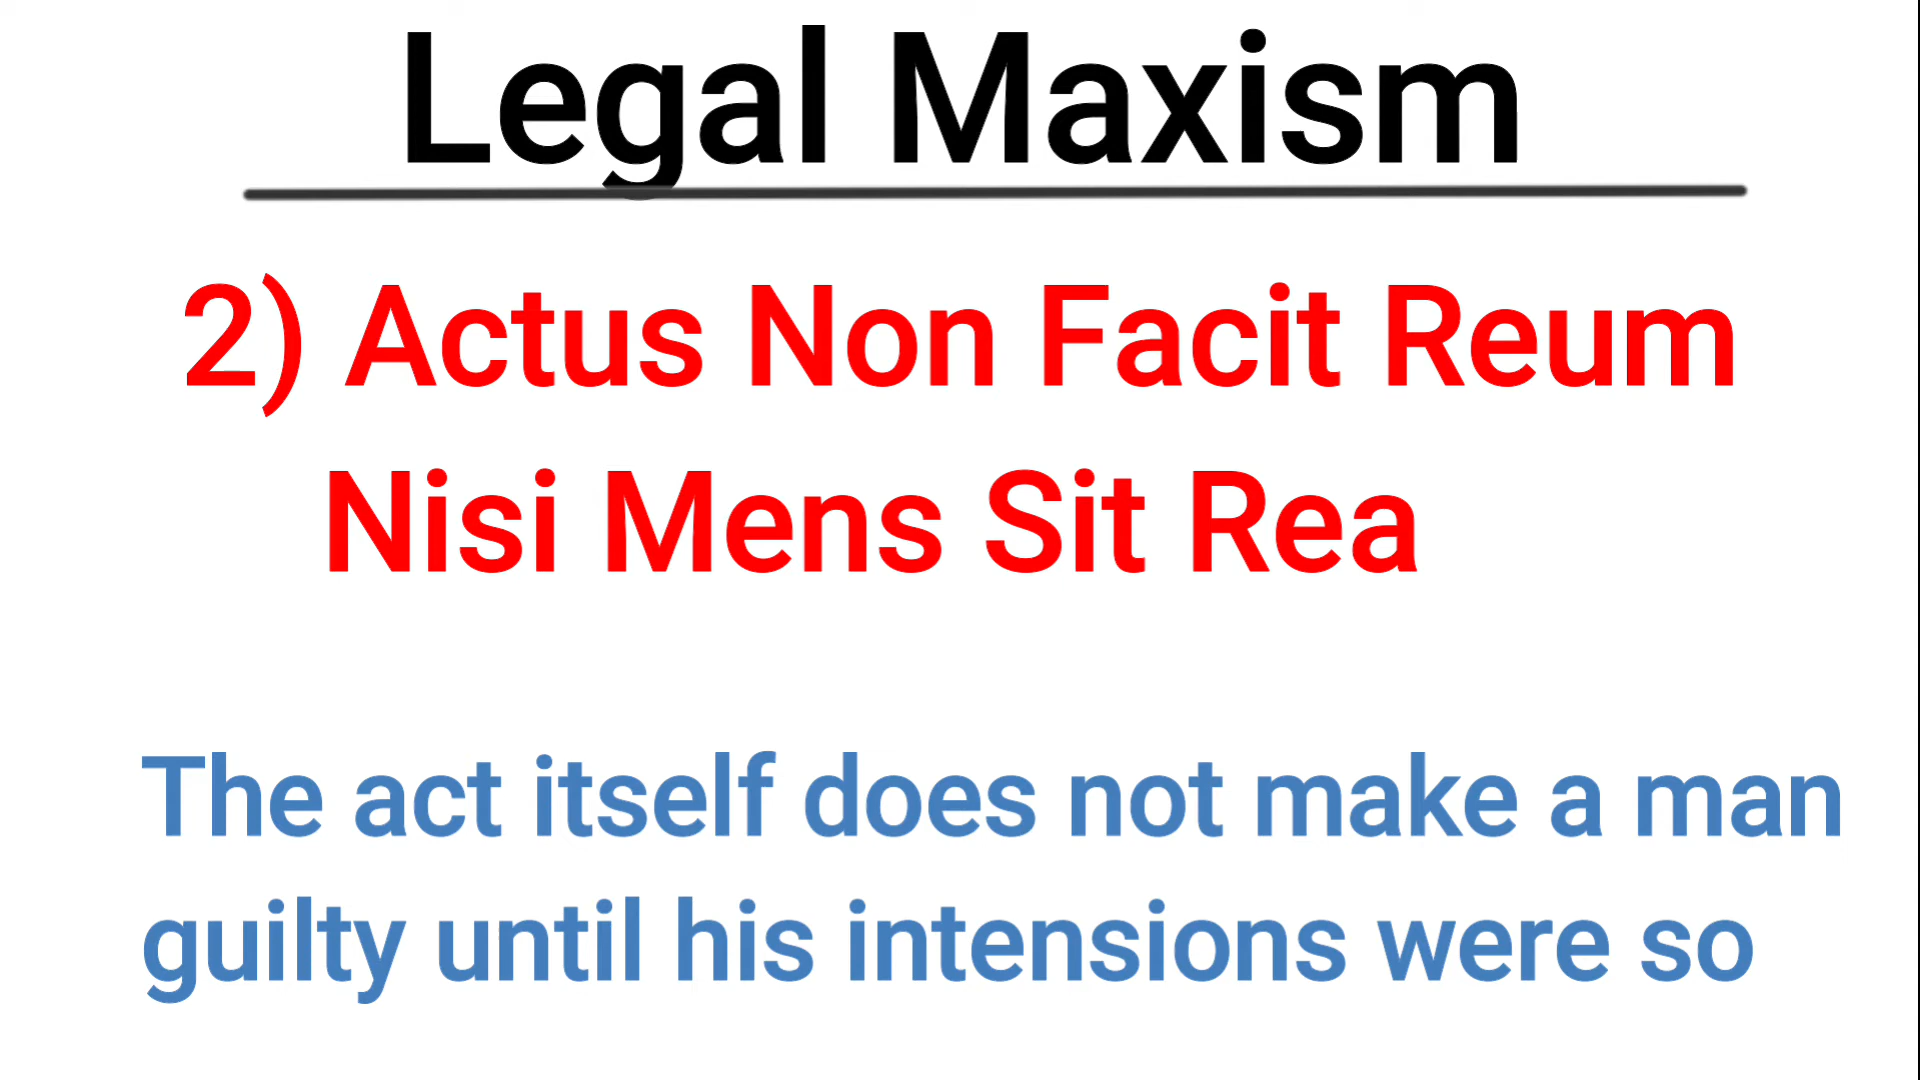 Legal Maxism
2) Actus Non Facit Reum
Nisi Mens Sit Rea
The act itself does not make a man
guilty until his intensions were so